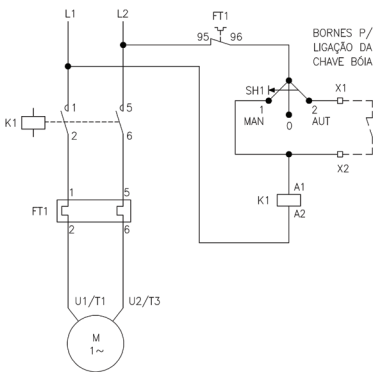 L1
L2
FT1
95
96
BORNES P/
LIGAÇÃO DA
CHAVE BÓIA
SH1
X1
1
2
MAN
0
AUT
K1
1
5
2
6
X2
FT1
1
5
2
6
K1
A1
A2
U1/T1
U2/T3
M
1~